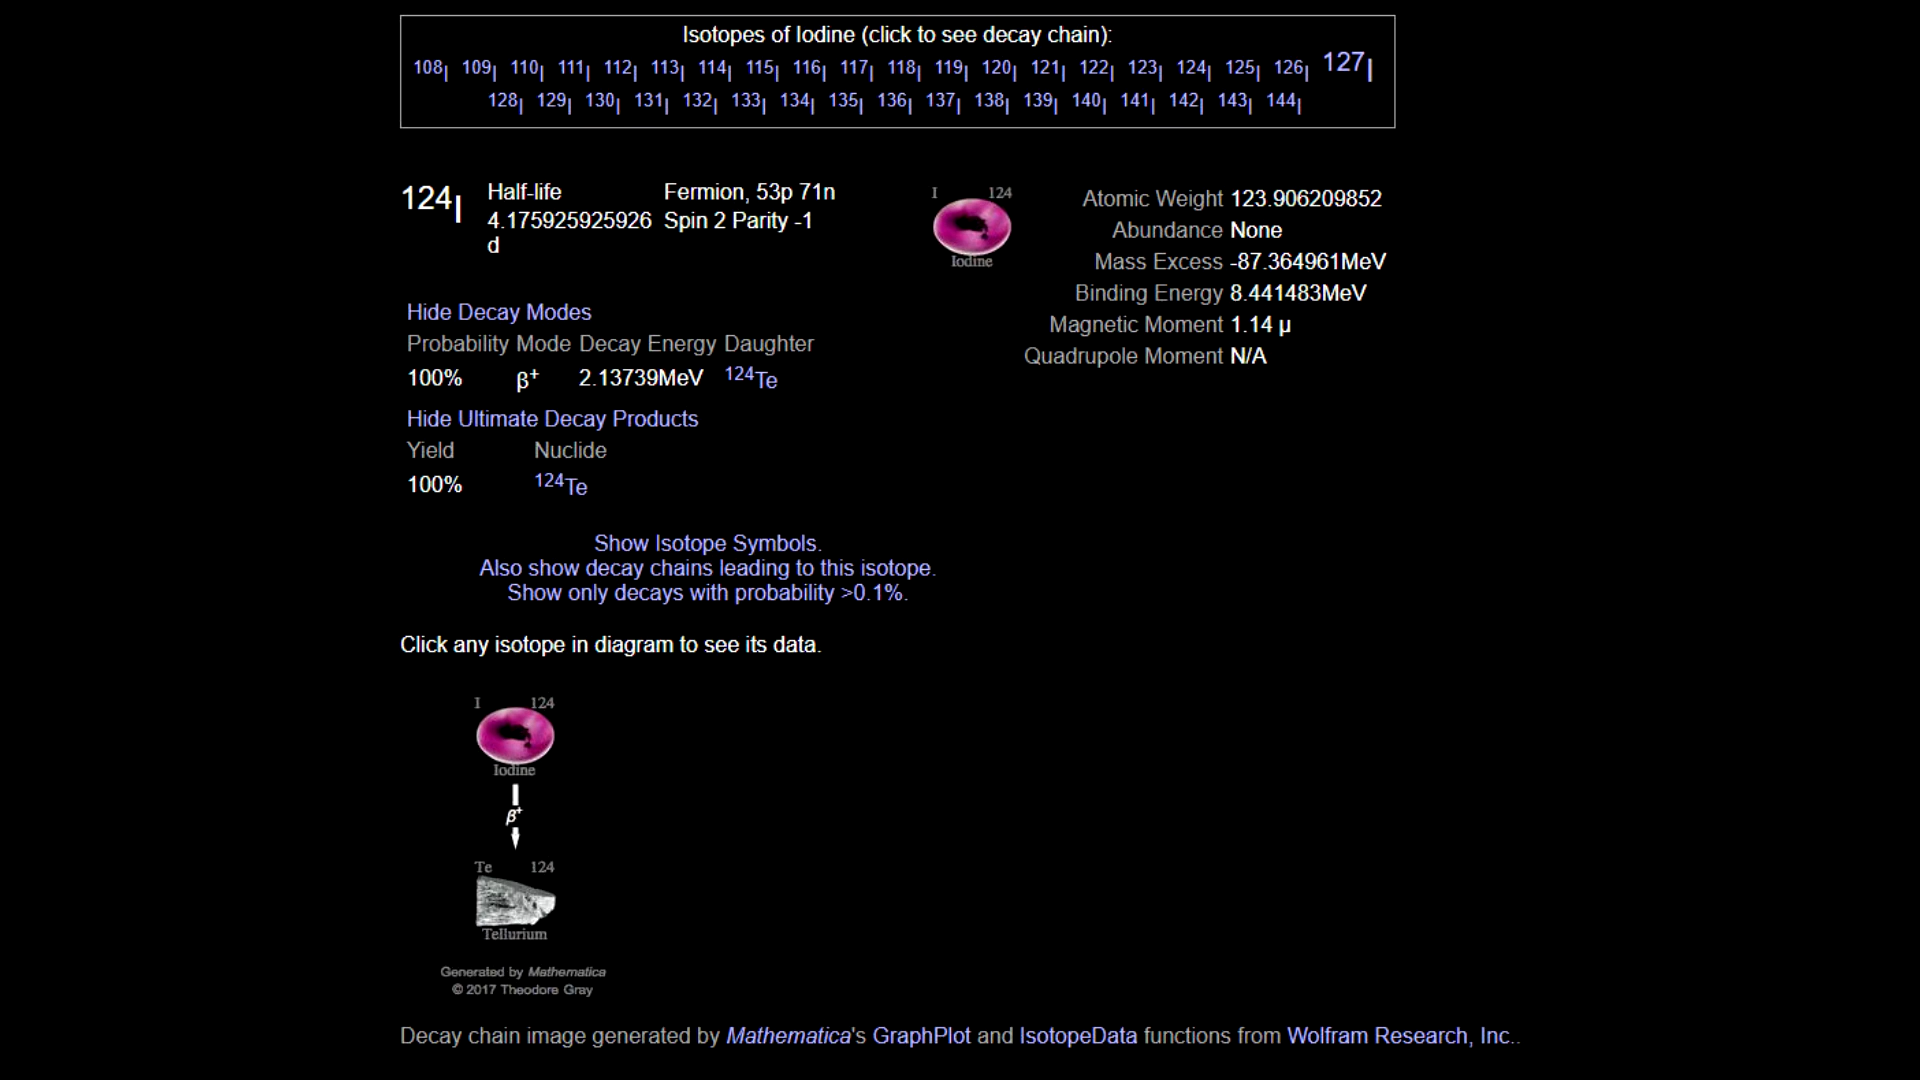 Isotopes of Iodine (click to see decay chain):
108I 109I 110I 111I 112I 113I 114I 115I 116I 117I 118I 119I 120I 121I 122I 123I 124I 125I 126I 127I
128I 129I 130I 131I 132I 133I 134I 135I 136I 137I 138I 139I 140I 141I 142I 143I 144I
124I
Half-life
4.175925925926
d
Fermion, 53p 71n
Spin 2 Parity -1
I 124
Iodine
Atomic Weight 123.906209852
Abundance None
Mass Excess -87.364961MeV
Binding Energy 8.441483MeV
Magnetic Moment 1.14 µ
Quadrupole Moment N/A
Hide Decay Modes
Probability Mode Decay Energy Daughter
100% β+ 2.13739MeV 124Te
Hide Ultimate Decay Products
Yield Nuclide
100% 124Te
Show Isotope Symbols.
Also show decay chains leading to this isotope.
Show only decays with probability >0.1%.
Click any isotope in diagram to see its data.
I 124
Iodine
β+
Te 124
Tellurium
Generated by Mathematica
© 2017 Theodore Gray
Decay chain image generated by Mathematica's GraphPlot and IsotopeData functions from Wolfram Research, Inc..